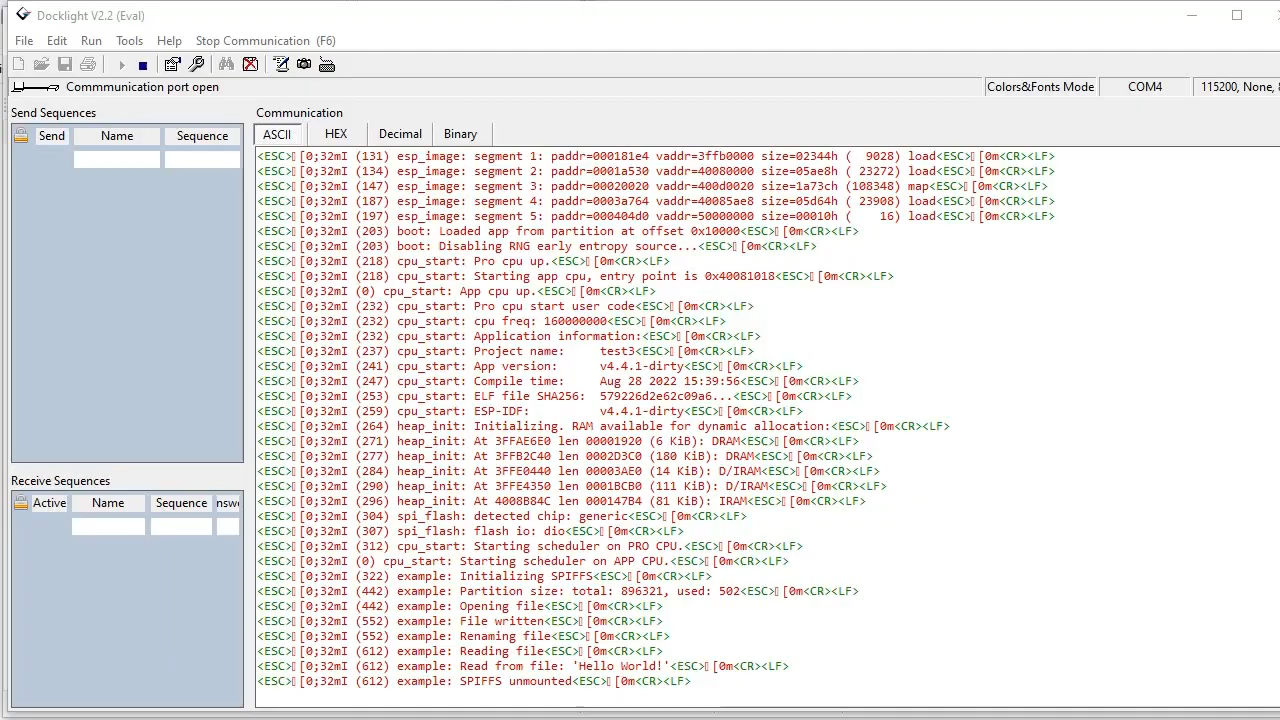 Docklight V2.2 (Eval)
File Edit Run Tools Help Stop Communication (F6)
Commmunication port open
Colors&Fonts Mode COM4 115200, None, 8
Send Sequences
Send Name Sequence
Communication
ASCII HEX Decimal Binary
<ESC>[0;32mI (131) esp_image: segment 1: paddr=000181e4 vaddr=3ffb0000 size=02344h (  9028) load<ESC>[0m<CR><LF>
<ESC>[0;32mI (134) esp_image: segment 2: paddr=0001a530 vaddr=40080000 size=05ae8h ( 23272) load<ESC>[0m<CR><LF>
<ESC>[0;32mI (147) esp_image: segment 3: paddr=00020020 vaddr=400d0020 size=1a73ch (108348) map<ESC>[0m<CR><LF>
<ESC>[0;32mI (187) esp_image: segment 4: paddr=0003a764 vaddr=40085ae8 size=05d64h ( 23908) load<ESC>[0m<CR><LF>
<ESC>[0;32mI (197) esp_image: segment 5: paddr=000404d0 vaddr=50000000 size=00010h (    16) load<ESC>[0m<CR><LF>
<ESC>[0;32mI (203) boot: Loaded app from partition at offset 0x10000<ESC>[0m<CR><LF>
<ESC>[0;32mI (203) boot: Disabling RNG early entropy source...<ESC>[0m<CR><LF>
<ESC>[0;32mI (218) cpu_start: Pro cpu up.<ESC>[0m<CR><LF>
<ESC>[0;32mI (218) cpu_start: Starting app cpu, entry point is 0x40081018<ESC>[0m<CR><LF>
<ESC>[0;32mI (0) cpu_start: App cpu up.<ESC>[0m<CR><LF>
<ESC>[0;32mI (232) cpu_start: Pro cpu start user code<ESC>[0m<CR><LF>
<ESC>[0;32mI (232) cpu_start: cpu freq: 160000000<ESC>[0m<CR><LF>
<ESC>[0;32mI (232) cpu_start: Application information:<ESC>[0m<CR><LF>
<ESC>[0;32mI (237) cpu_start: Project name:     test3<ESC>[0m<CR><LF>
<ESC>[0;32mI (241) cpu_start: App version:      v4.4.1-dirty<ESC>[0m<CR><LF>
<ESC>[0;32mI (247) cpu_start: Compile time:     Aug 28 2022 15:39:56<ESC>[0m<CR><LF>
<ESC>[0;32mI (253) cpu_start: ELF file SHA256:  579226d2e62c09a6...<ESC>[0m<CR><LF>
<ESC>[0;32mI (259) cpu_start: ESP-IDF:          v4.4.1-dirty<ESC>[0m<CR><LF>
<ESC>[0;32mI (264) heap_init: Initializing. RAM available for dynamic allocation:<ESC>[0m<CR><LF>
<ESC>[0;32mI (271) heap_init: At 3FFAE6E0 len 00001920 (6 KiB): DRAM<ESC>[0m<CR><LF>
<ESC>[0;32mI (277) heap_init: At 3FFB2C40 len 0002D3C0 (180 KiB): DRAM<ESC>[0m<CR><LF>
<ESC>[0;32mI (284) heap_init: At 3FFE0440 len 00003AE0 (14 KiB): D/IRAM<ESC>[0m<CR><LF>
<ESC>[0;32mI (290) heap_init: At 3FFE4350 len 0001BCB0 (111 KiB): D/IRAM<ESC>[0m<CR><LF>
<ESC>[0;32mI (296) heap_init: At 4008B84C len 000147B4 (81 KiB): IRAM<ESC>[0m<CR><LF>
<ESC>[0;32mI (304) spi_flash: detected chip: generic<ESC>[0m<CR><LF>
<ESC>[0;32mI (307) spi_flash: flash io: dio<ESC>[0m<CR><LF>
<ESC>[0;32mI (312) cpu_start: Starting scheduler on PRO CPU.<ESC>[0m<CR><LF>
<ESC>[0;32mI (0) cpu_start: Starting scheduler on APP CPU.<ESC>[0m<CR><LF>
<ESC>[0;32mI (322) example: Initializing SPIFFS<ESC>[0m<CR><LF>
<ESC>[0;32mI (442) example: Partition size: total: 896321, used: 502<ESC>[0m<CR><LF>
<ESC>[0;32mI (442) example: Opening file<ESC>[0m<CR><LF>
<ESC>[0;32mI (552) example: File written<ESC>[0m<CR><LF>
<ESC>[0;32mI (552) example: Renaming file<ESC>[0m<CR><LF>
<ESC>[0;32mI (612) example: Reading file<ESC>[0m<CR><LF>
<ESC>[0;32mI (612) example: Read from file: 'Hello World!'<ESC>[0m<CR><LF>
<ESC>[0;32mI (612) example: SPIFFS unmounted<ESC>[0m<CR><LF>
Receive Sequences
Active Name Sequence nswe